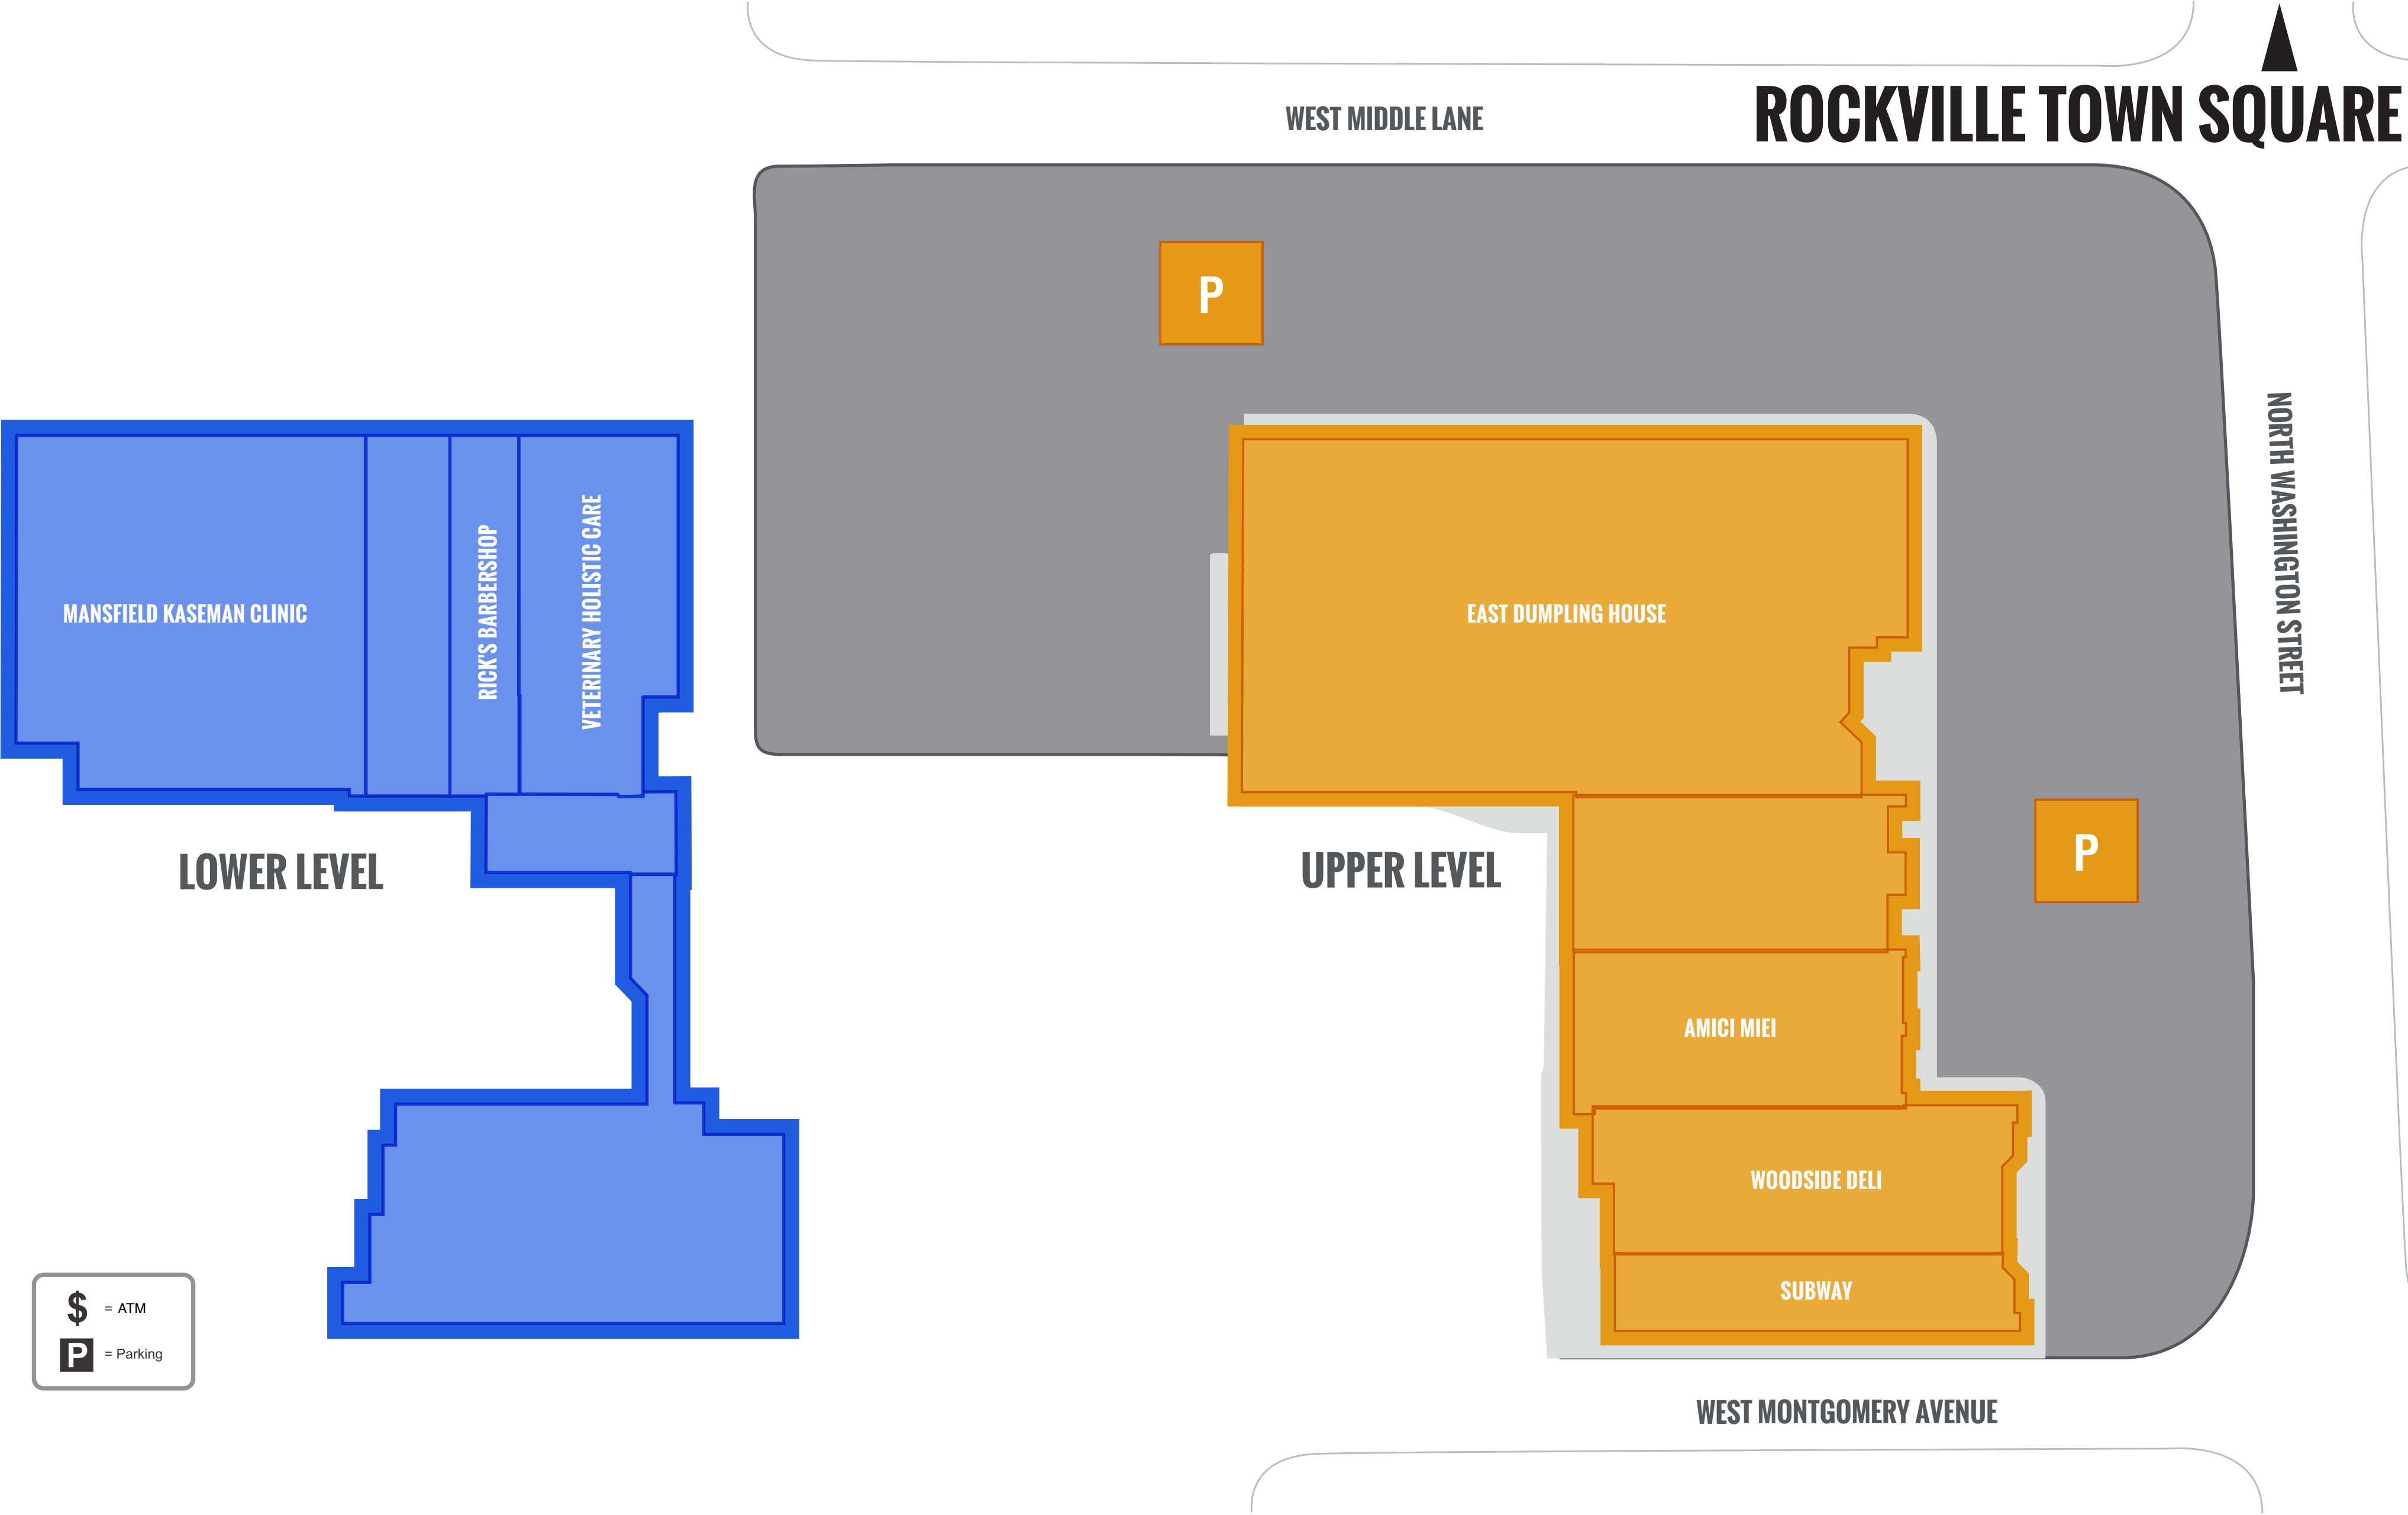 WEST MIDDLE LANE
ROCKVILLE TOWN SQUARE
P
NORTH WASHINGTON STREET
MANSFIELD KASEMAN CLINIC
RICK'S BARBERSHOP
VETERINARY HOLISTIC CARE
EAST DUMPLING HOUSE
LOWER LEVEL
UPPER LEVEL
P
AMICI MIEI
WOODSIDE DELI
SUBWAY
$ = ATM
P = Parking
WEST MONTGOMERY AVENUE